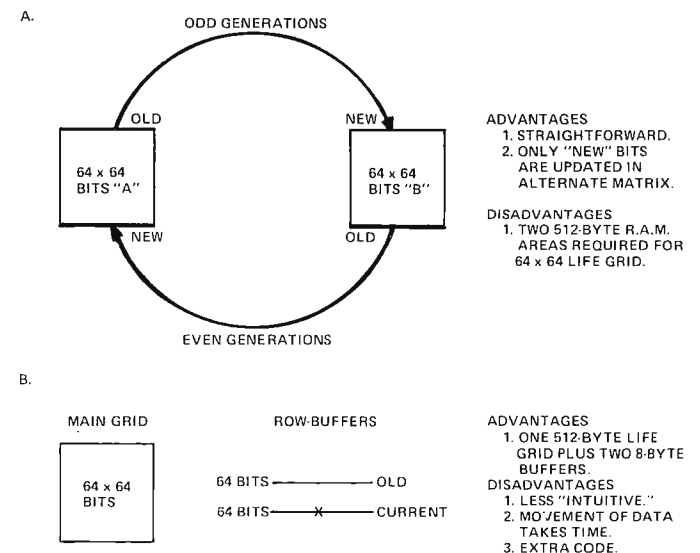 A.
ODD GENERATIONS
OLD
NEW
64 x 64
BITS "A"
64 x 64
BITS "B"
NEW
OLD
EVEN GENERATIONS
ADVANTAGES
1. STRAIGHTFORWARD.
2. ONLY "NEW" BITS
ARE UPDATED IN
ALTERNATE MATRIX.
DISADVANTAGES
1. TWO 512-BYTE R.A.M.
AREAS REQUIRED FOR
64 x 64 LIFE GRID.
B.
MAIN GRID
64 x 64
BITS
ROW-BUFFERS
64 BITS OLD
64 BITS X CURRENT
ADVANTAGES
1. ONE 512-BYTE LIFE
GRID PLUS TWO 8-BYTE
BUFFERS.
DISADVANTAGES
1. LESS "INTUITIVE."
2. MOVEMENT OF DATA
TAKES TIME.
3. EXTRA CODE.